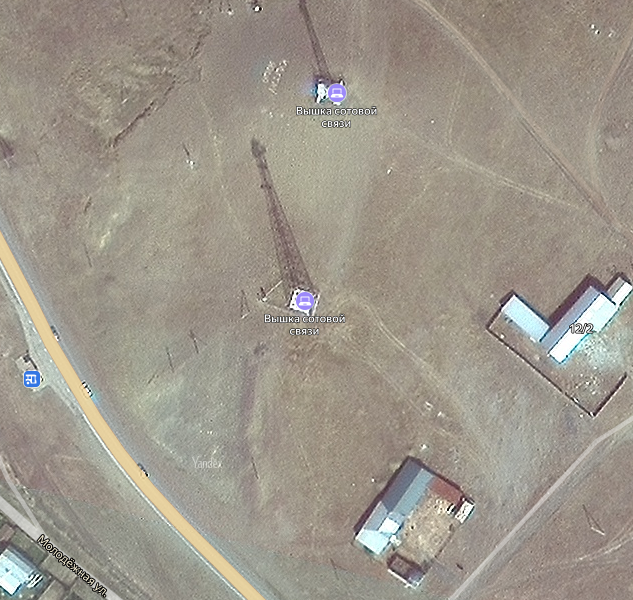 Вышка сотовой
связи
Вышка сотовой
связи
12/2
Yandex
Молодёжная ул.